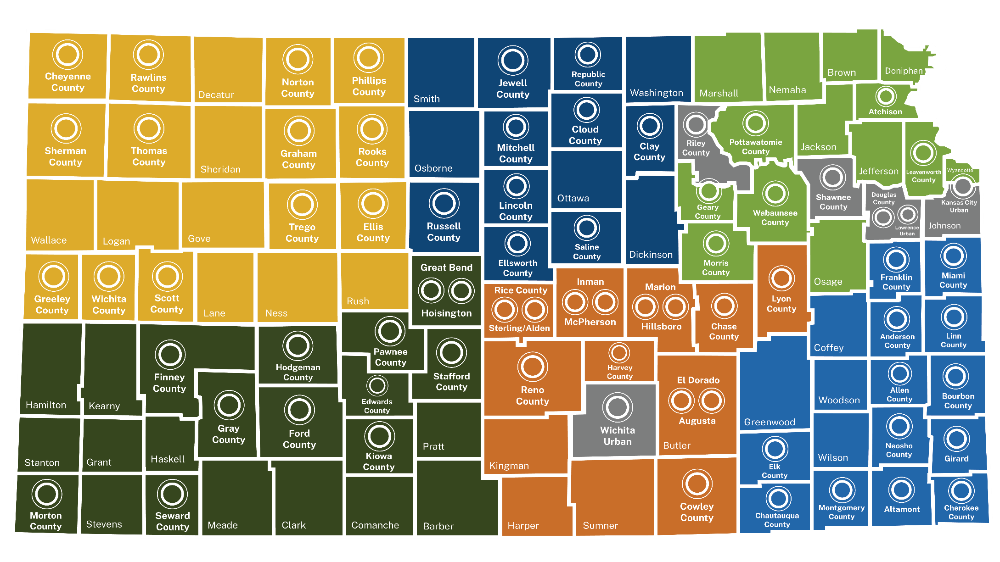 Cheyenne
County
Rawlins
County
Decatur
Norton
County
Phillips
County
Smith
Jewell
County
Republic
County
Washington
Marshall
Nemaha
Brown
Doniphan
Atchison
Sherman
County
Thomas
County
Sheridan
Graham
County
Rooks
County
Osborne
Mitchell
County
Cloud
County
Clay
County
Riley
County
Pottawatomie
County
Jackson
Jefferson
Leavenworth
County
Wyandotte
Wallace
Logan
Gove
Trego
County
Ellis
County
Russell
County
Lincoln
County
Ottawa
Saline
County
Dickinson
Geary
County
Wabaunsee
County
Shawnee
County
Douglas
County
Lawrence
Urban
Kansas City
Urban
Johnson
Greeley
County
Wichita
County
Scott
County
Lane
Ness
Rush
Great Bend
Hoisington
Ellsworth
County
Rice County
Sterling/Alden
Inman
McPherson
Marion
Hillsboro
Morris
County
Chase
County
Lyon
County
Osage
Franklin
County
Miami
County
Hamilton
Kearny
Finney
County
Hodgeman
County
Pawnee
County
Stafford
County
Edwards
County
Reno
County
Harvey
County
El Dorado
Augusta
Butler
Greenwood
Coffey
Anderson
County
Linn
County
Woodson
Allen
County
Bourbon
County
Gray
County
Ford
County
Kiowa
County
Pratt
Kingman
Wichita
Urban
Stanton
Grant
Haskell
Elk
County
Wilson
Neosho
County
Girard
Morton
County
Stevens
Seward
County
Meade
Clark
Comanche
Barber
Harper
Sumner
Cowley
County
Chautauqua
County
Montgomery
County
Altamont
Cherokee
County